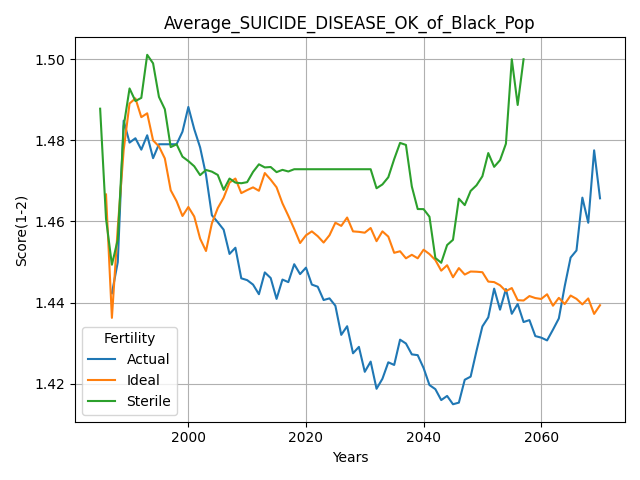 Average_SUICIDE_DISEASE_OK_of_Black_Pop
Score(1-2)
1.50
1.48
1.46
1.44
1.42
Fertility
Actual
Ideal
Sterile
2000 2020 2040 2060
Years